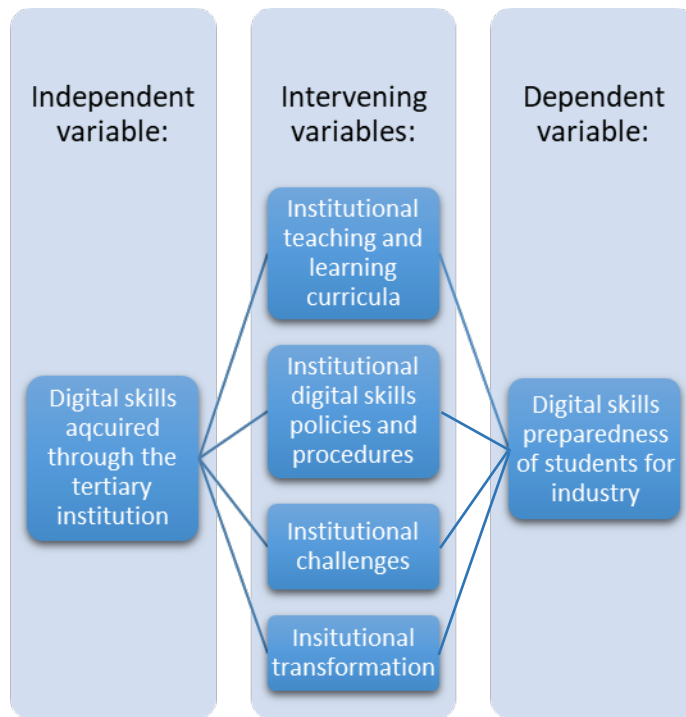 Independent
variable:
Digital skills
aqcuired
through the
tertiary
institution
Intervening
variables:
Institutional
teaching and
learning
curricula
Institutional
digital skills
policies and
procedures
Institutional
challenges
Insitutional
transformation
Dependent
variable:
Digital skills
preparedness
of students for
industry